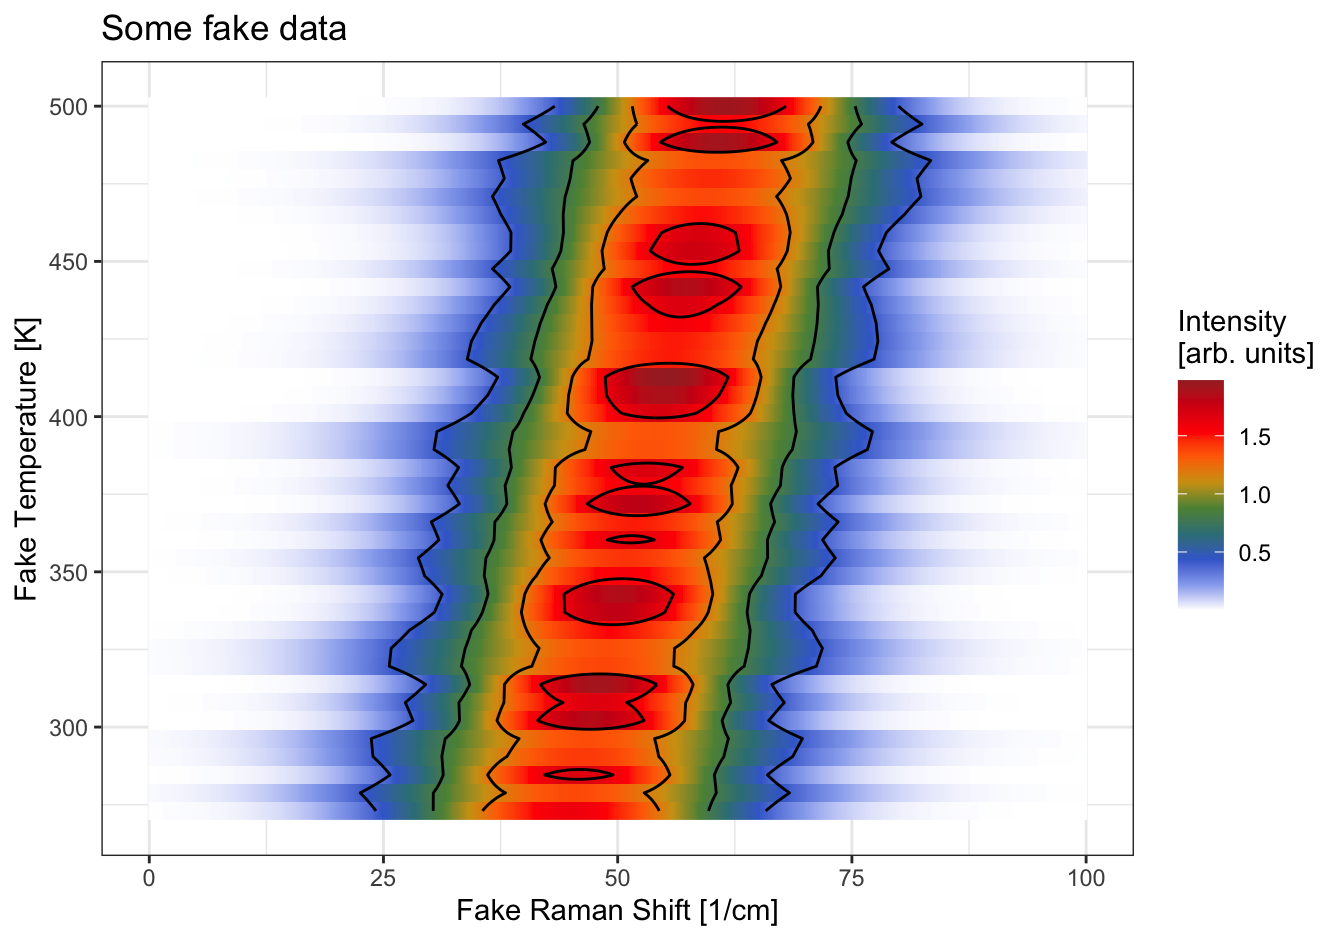 Some fake data
500
450
400
350
300
Fake Temperature [K]
0
25
50
75
100
Fake Raman Shift [1/cm]
Intensity
[arb. units]
1.5
1.0
0.5